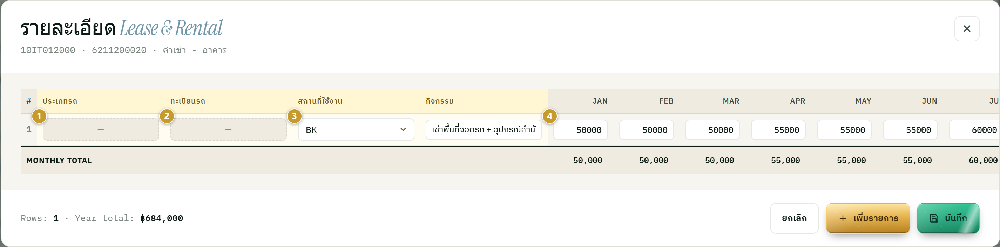 รายละเอียด Lease & Rental
10IT012000 · 6211200020 · ค่าเช่า - อาคาร
# ประเภทรถ ทะเบียนรถ สถานที่ใช้งาน กิจกรรม JAN FEB MAR APR MAY JUN JU
1 2 3 4
1 — — BK เช่าพื้นที่จอดรถ + อุปกรณ์สำนั 50000 50000 50000 55000 55000 55000 60000
MONTHLY TOTAL 50,000 50,000 50,000 55,000 55,000 55,000 60,000
Rows: 1 · Year total: ฿684,000 ยกเลิก + เพิ่มรายการ บันทึก